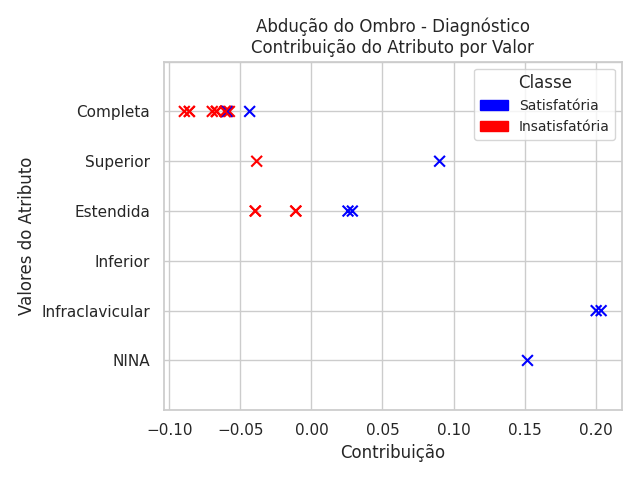 Abdução do Ombro - Diagnóstico
Contribuição do Atributo por Valor
Classe
Satisfatória
Insatisfatória
Valores do Atributo
Completa
Superior
Estendida
Inferior
Infraclavicular
NINA
−0.10 −0.05 0.00 0.05 0.10 0.15 0.20
Contribuição